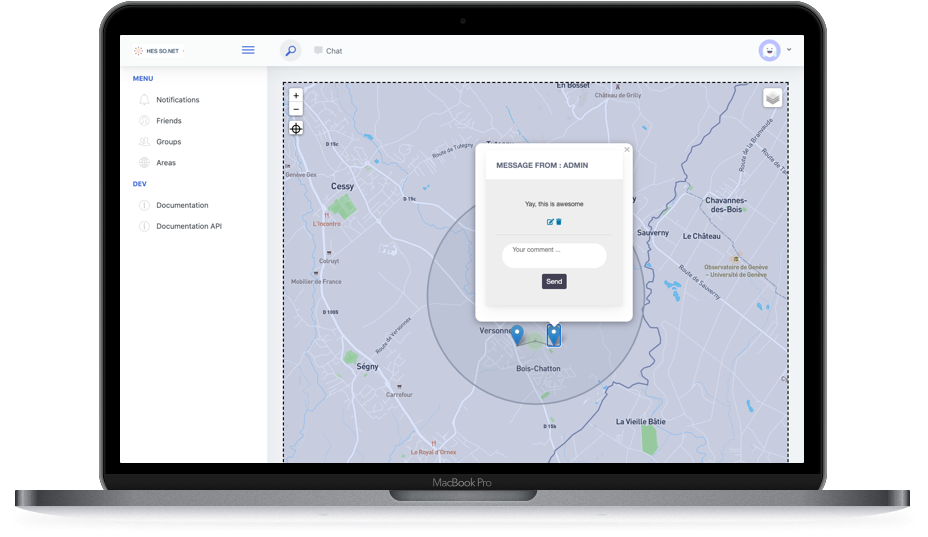 HES SO.NET
Chat
MENU
Notifications
Friends
Groups
Areas
DEV
Documentation
Documentation API
+
−
En Bosset
Château de Grilly
D 15c
Route de Tutegny
Genève Gex
Cessy
D 15c
L'Incontro
Colruyt
Mobilier de France
D 1005
Route de Versonnex
Ségny
Carrefour
Le Royal d'Ornex
MESSAGE FROM : ADMIN
×
Yay, this is awesome
Your comment ...
Send
Bois-Chatton
D 15b
La Vieille Bâtie
Sauverny
Le Château
Chavannes-
des-Bois
Observatoire de Genève
- Université de Genève
Route de Sauverny
Route de la Branvaude
MacBook Pro